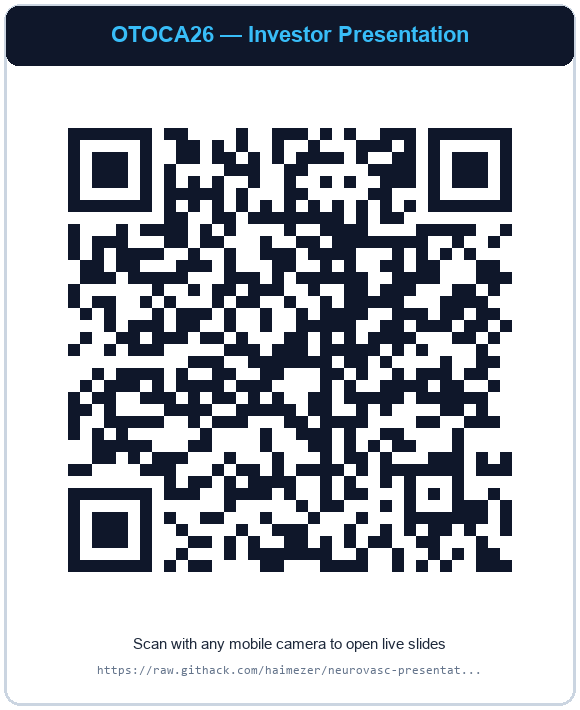 OTOCA26 — Investor Presentation
Scan with any mobile camera to open live slides
https://raw.githack.com/haimezer/neurovasc-presentat...